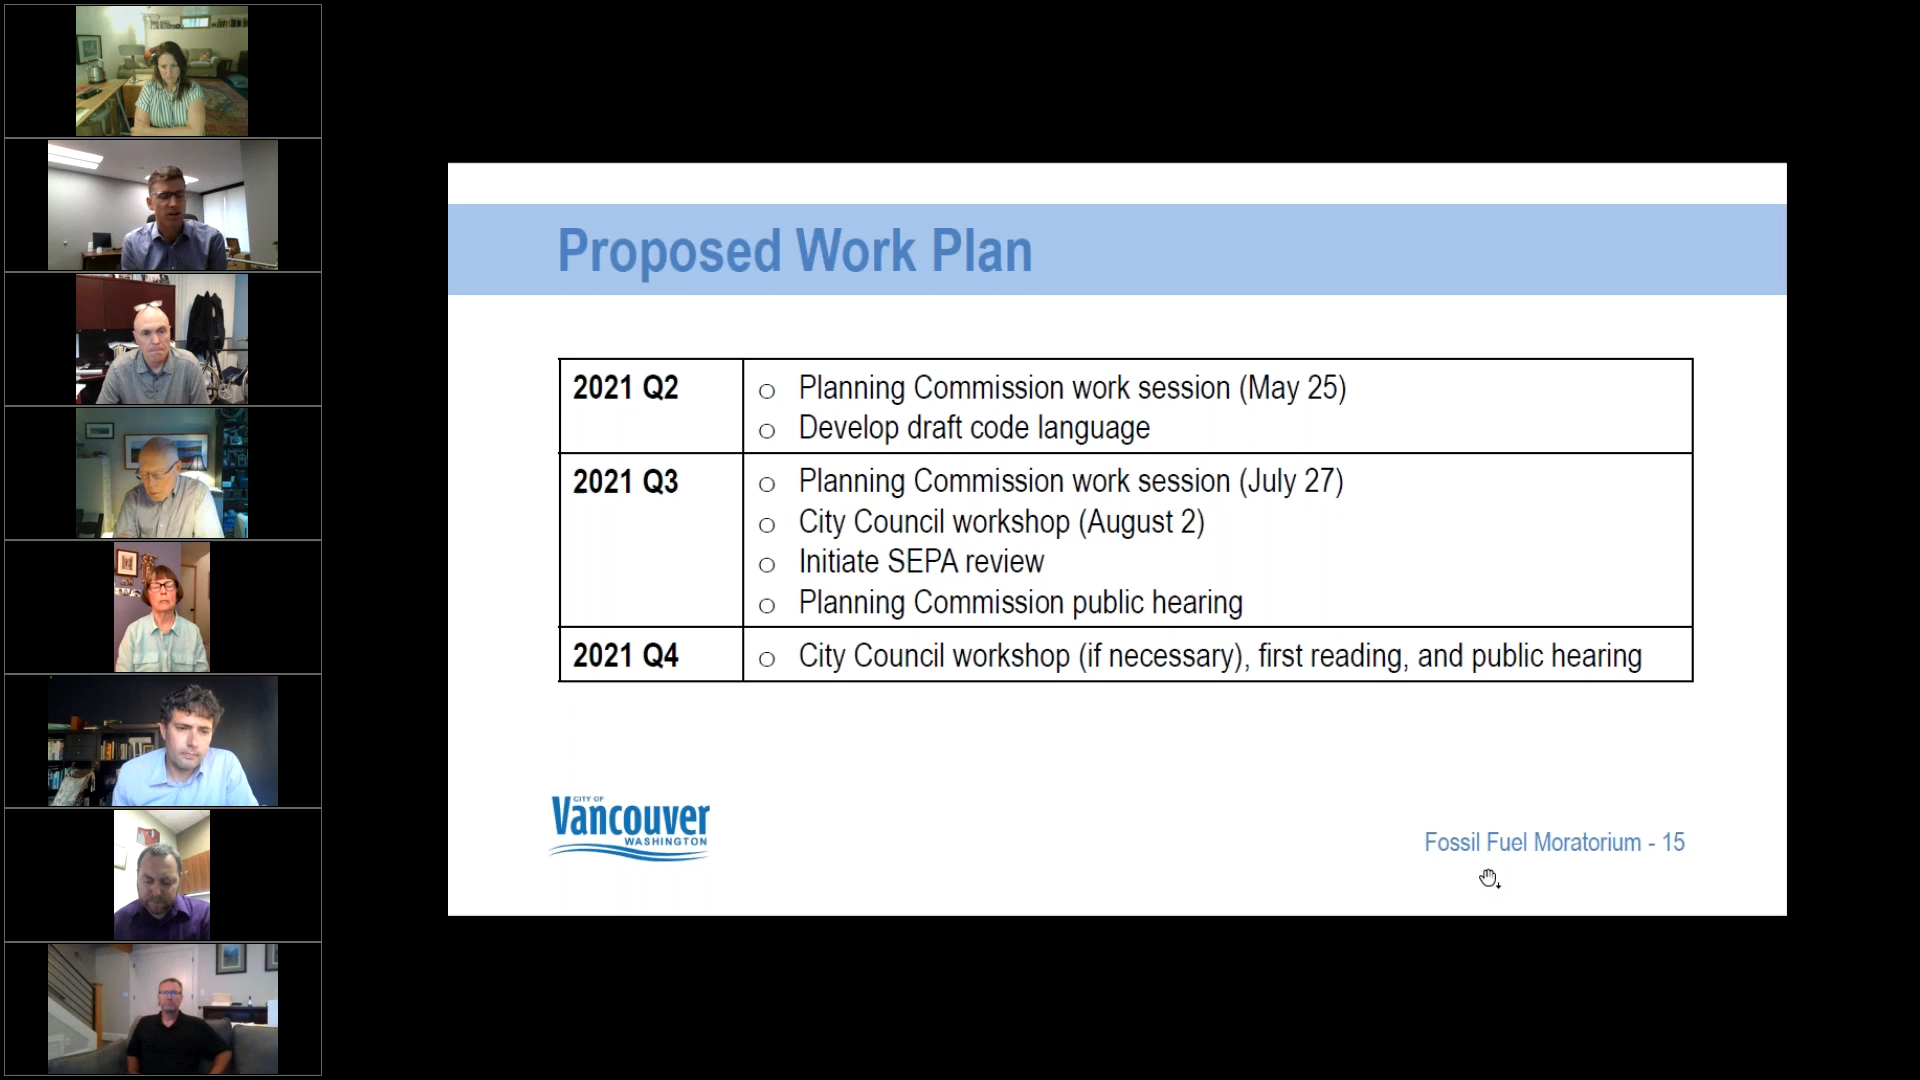 Proposed Work Plan
2021 Q2
○ Planning Commission work session (May 25)
○ Develop draft code language
2021 Q3
○ Planning Commission work session (July 27)
○ City Council workshop (August 2)
○ Initiate SEPA review
○ Planning Commission public hearing
2021 Q4
○ City Council workshop (if necessary), first reading, and public hearing
CITY OF
Vancouver
WASHINGTON
Fossil Fuel Moratorium - 15